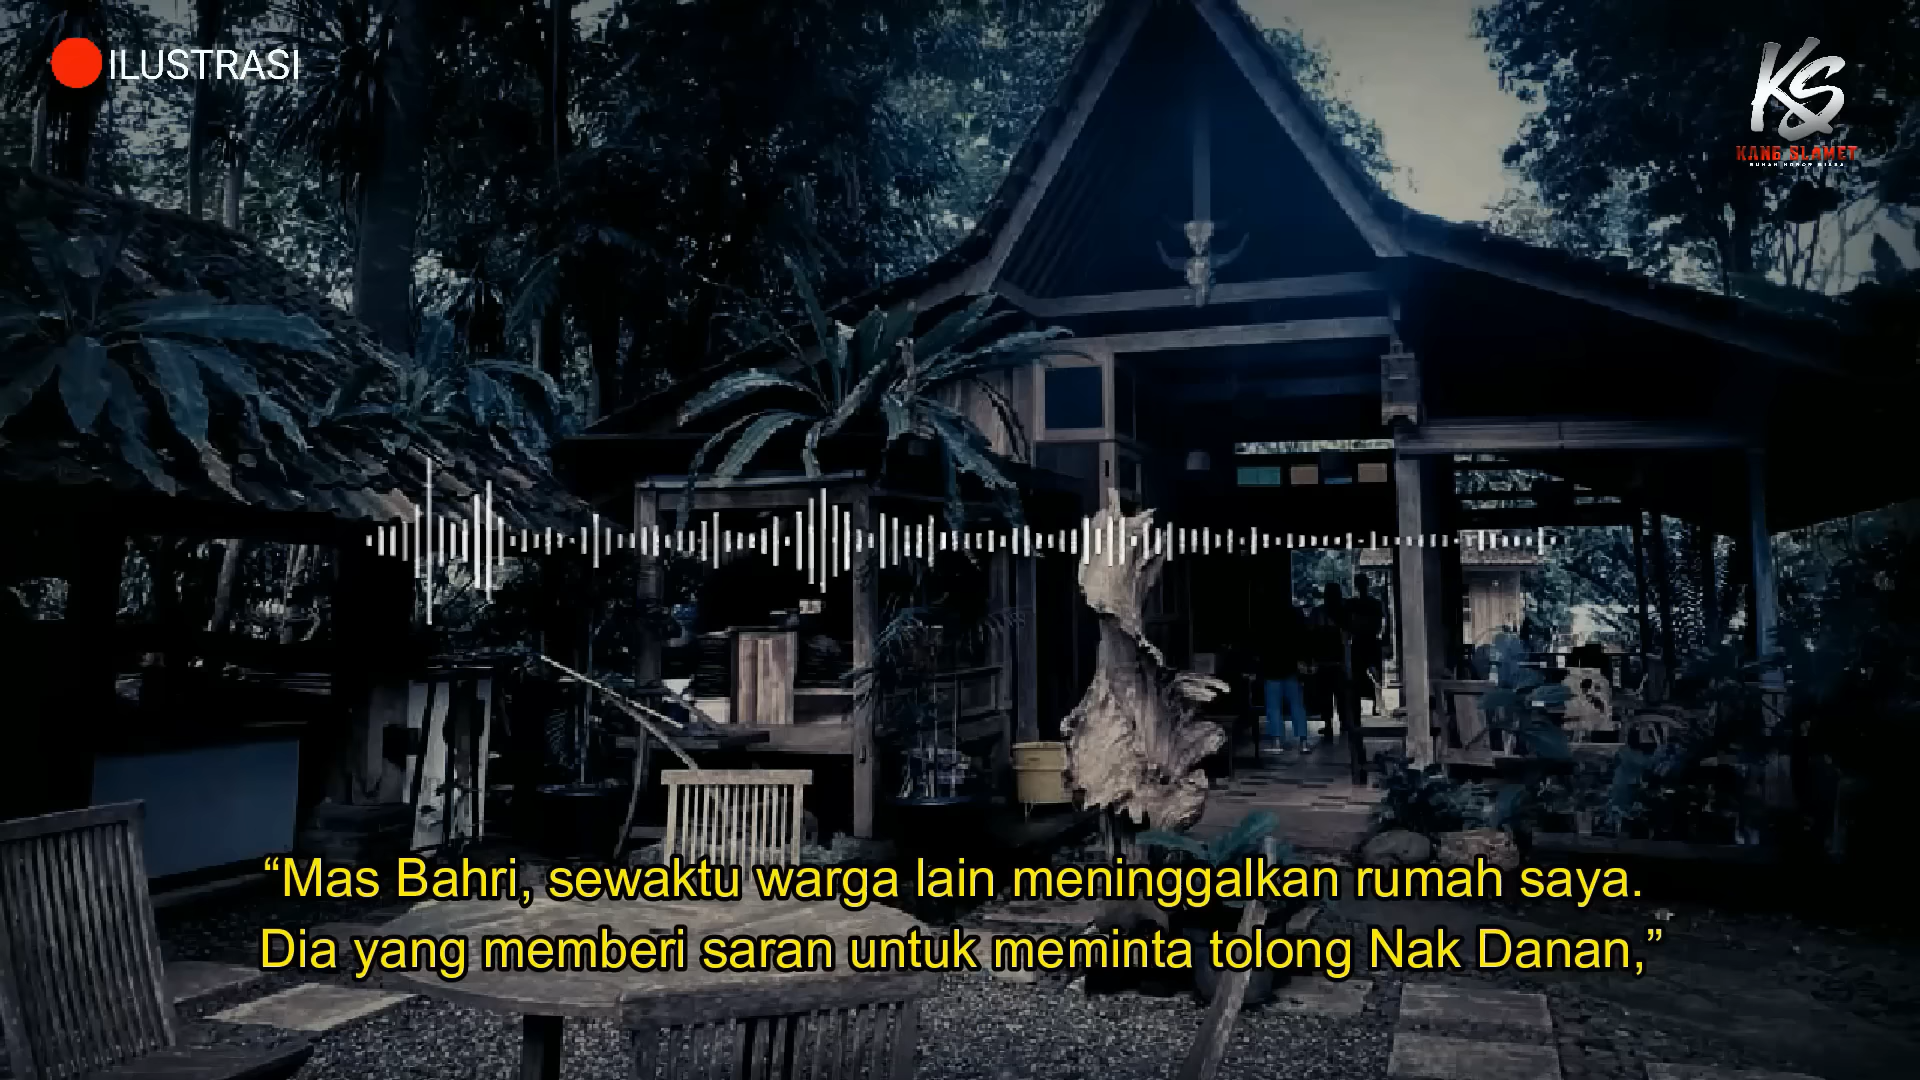 ILUSTRASI
KS
KANG SLAMET
“Mas Bahri, sewaktu warga lain meninggalkan rumah saya.
Dia yang memberi saran untuk meminta tolong Nak Danan,”